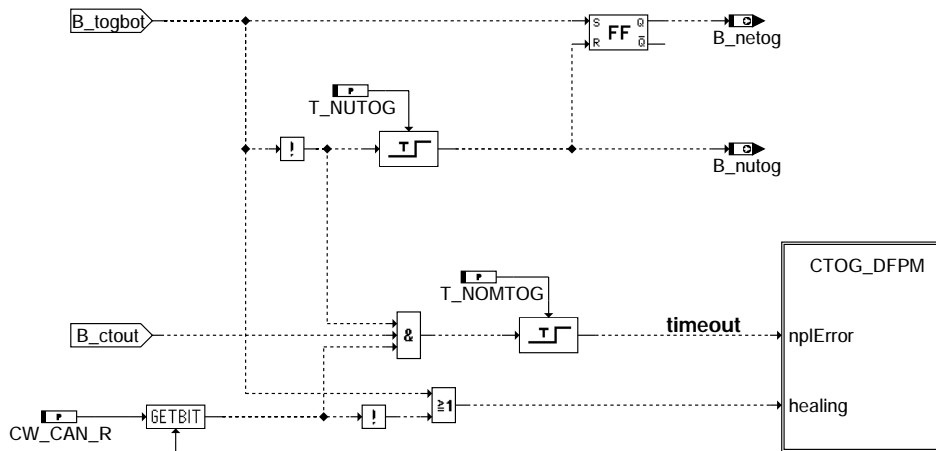 B_togbot
S Q
FF
R Q
B_netog
P
T_NUTOG
!
T
B_nutog
P
T_NOMTOG
CTOG_DFPM
B_ctout
&
T
timeout
nplError
≥1
healing
P
CW_CAN_R
GETBIT
!